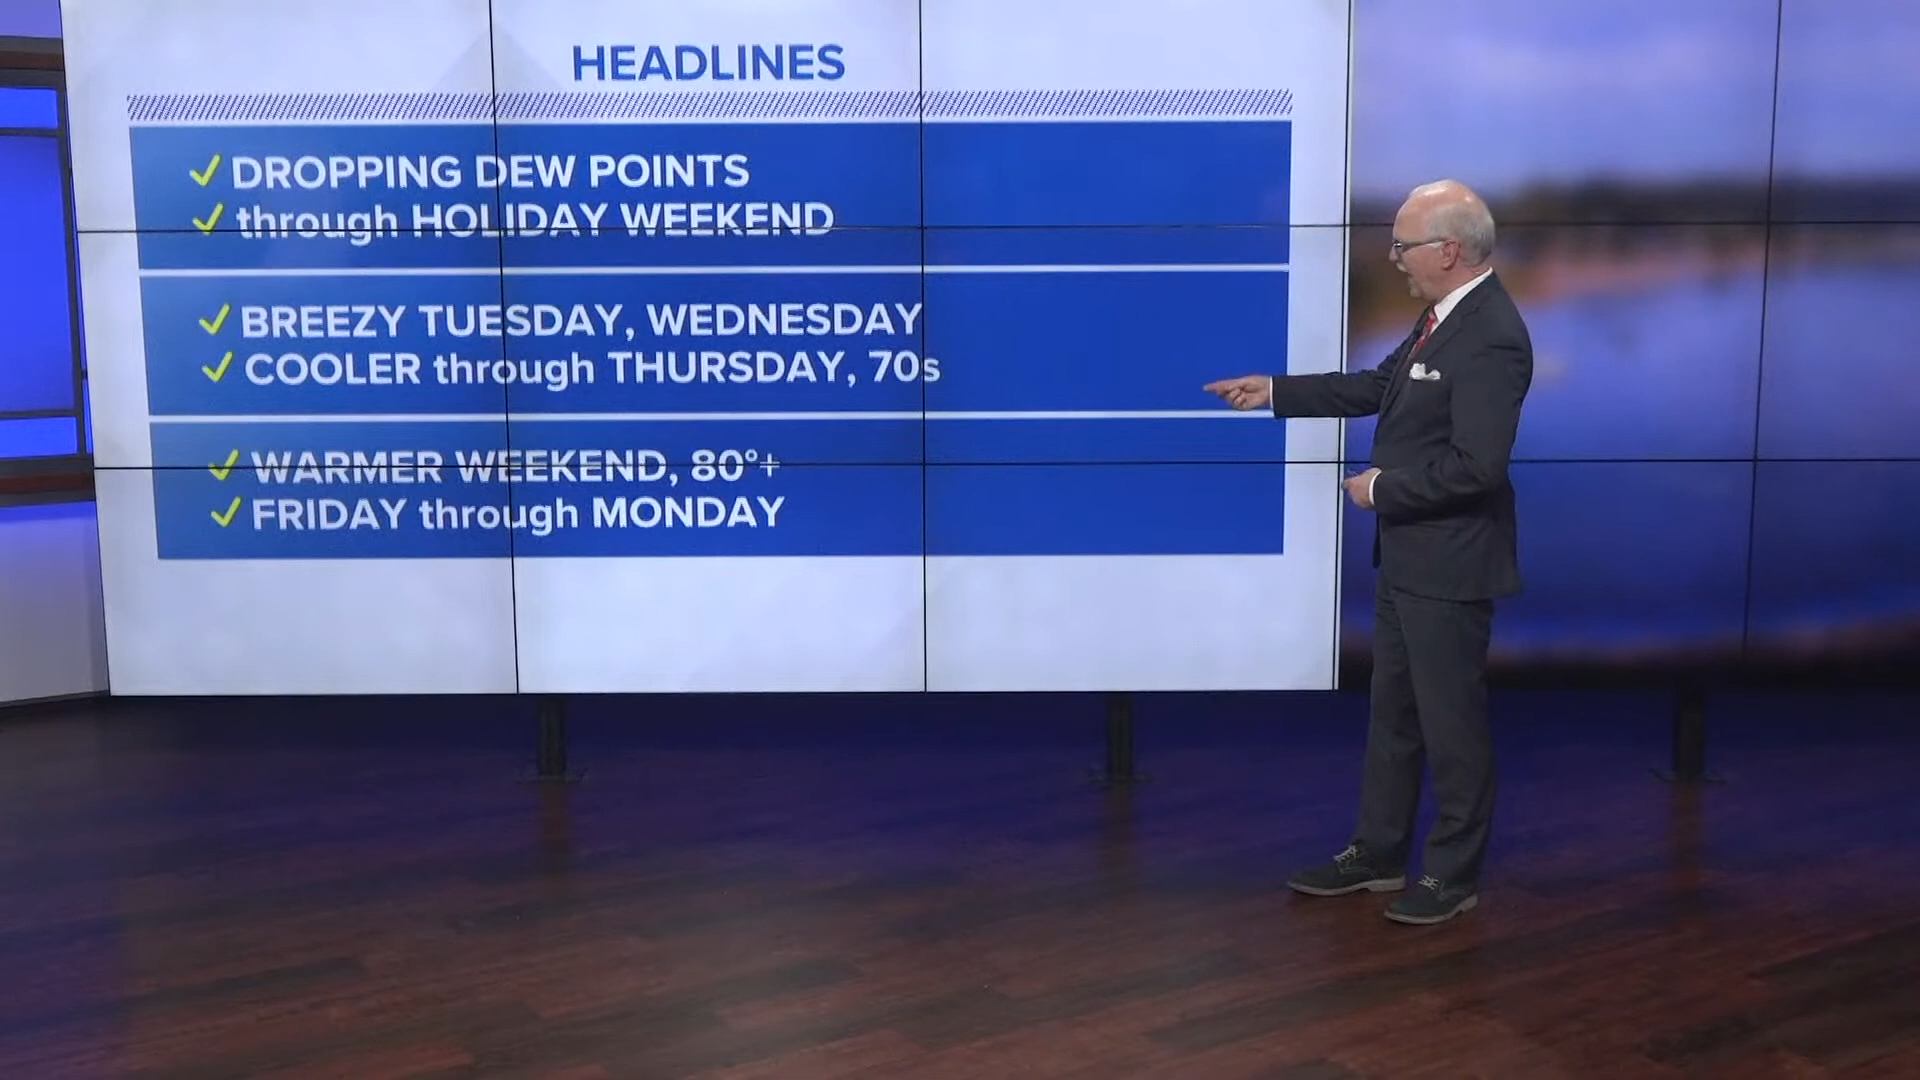 HEADLINES
DROPPING DEW POINTS
through HOLIDAY WEEKEND
BREEZY TUESDAY, WEDNESDAY
COOLER through THURSDAY, 70s
WARMER WEEKEND, 80°+
FRIDAY through MONDAY